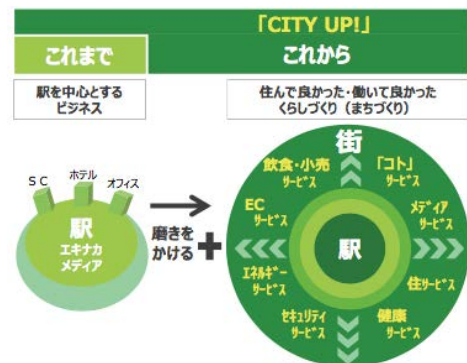 「CITY UP!」
これまで
これから
駅を中心とする
ビジネス
住んで良かった・働いて良かった
くらしづくり（まちづくり）
ＳＣ
ホテル
オフィス
駅
エキナカ
メディア
磨きを
かける
+
街
飲食・小売
ｻｰﾋﾞｽ
「コト」
ｻｰﾋﾞｽ
EC
ｻｰﾋﾞｽ
ﾒﾃﾞｨｱ
ｻｰﾋﾞｽ
駅
ｴﾈﾙｷﾞｰ
ｻｰﾋﾞｽ
住ｻｰﾋﾞｽ
ｾｷｭﾘﾃｨ
ｻｰﾋﾞｽ
健康
ｻｰﾋﾞｽ